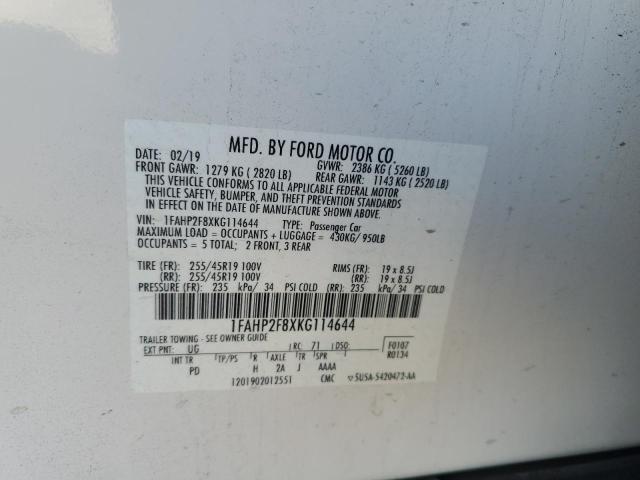 MFD. BY FORD MOTOR CO.
DATE: 02/19 GVWR: 2386 KG ( 5260 LB)
FRONT GAWR: 1279 KG ( 2820 LB) REAR GAWR: 1143 KG ( 2520 LB)
THIS VEHICLE CONFORMS TO ALL APPLICABLE FEDERAL MOTOR
VEHICLE SAFETY, BUMPER, AND THEFT PREVENTION STANDARDS
IN EFFECT ON THE DATE OF MANUFACTURE SHOWN ABOVE.
VIN: 1FAHP2F8XKG114644 TYPE: Passenger Car
MAXIMUM LOAD = OCCUPANTS + LUGGAGE = 430KG/ 950LB
OCCUPANTS = 5 TOTAL; 2 FRONT, 3 REAR
TIRE (FR): 255/45R19 100V RIMS (FR): 19 x 8.5J
(RR): 255/45R19 100V (RR): 19 x 8.5J
PRESSURE (FR): 235 kPa/ 34 PSI COLD (RR): 235 kPa/ 34 PSI COLD
1FAHP2F8XKG114644
TRAILER TOWING - SEE OWNER GUIDE
EXT PNT: UG RC: 71 DSO: F0107
INT TR TP/PS R AXLE TR SPR R0134
PD H 2A J AAAA
1201902012551 CMC ▽5USA-5420472-AA